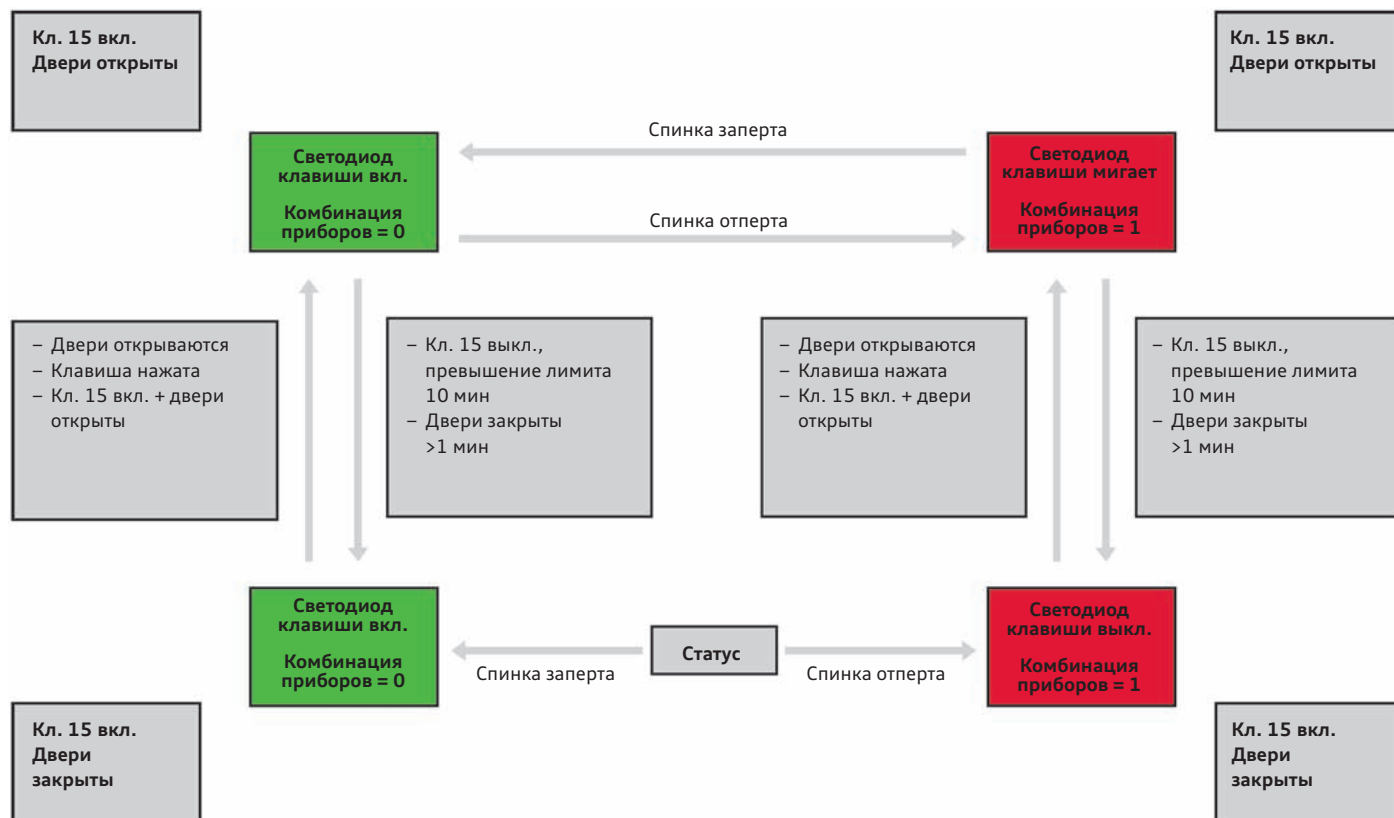 Кл. 15 вкл.
Двери открыты
Кл. 15 вкл.
Двери открыты
Спинка заперта
Светодиод
клавиши вкл.
Комбинация
приборов = 0
Светодиод
клавиши мигает
Комбинация
приборов = 1
Спинка отперта
– Двери открываются
– Клавиша нажата
– Кл. 15 вкл. + двери
открыты
– Кл. 15 выкл.,
превышение лимита
10 мин
– Двери закрыты
>1 мин
– Двери открываются
– Клавиша нажата
– Кл. 15 вкл. + двери
открыты
– Кл. 15 выкл.,
превышение лимита
10 мин
– Двери закрыты
>1 мин
Светодиод
клавиши вкл.
Комбинация
приборов = 0
Спинка заперта
Статус
Спинка отперта
Светодиод
клавиши выкл.
Комбинация
приборов = 1
Кл. 15 вкл.
Двери
закрыты
Кл. 15 вкл.
Двери
закрыты